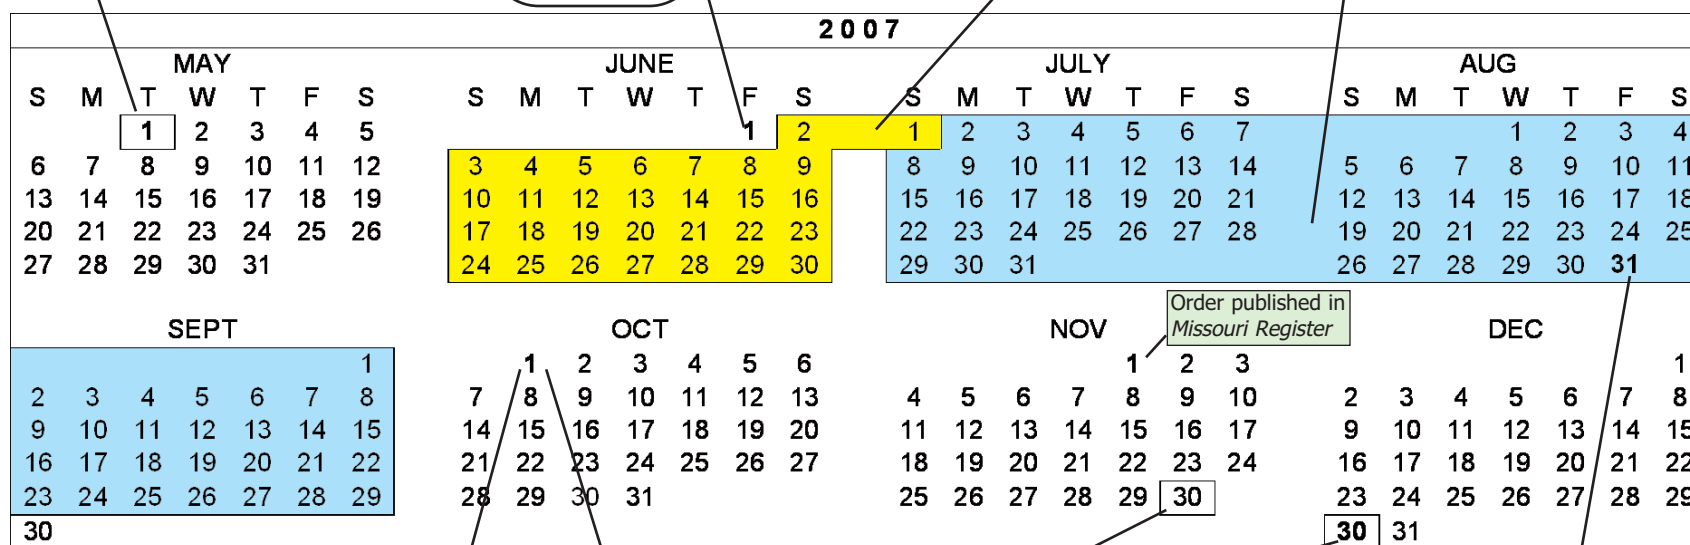 2007
MAY JUNE JULY AUG
S M T W T F S S M T W T F S S M T W T F S S M T W T F S
1 2 3 4 5 1 2 1 2 3 4 5 6 7 1 2 3 4
6 7 8 9 10 11 12 3 4 5 6 7 8 9 8 9 10 11 12 13 14 5 6 7 8 9 10 11
13 14 15 16 17 18 19 10 11 12 13 14 15 16 15 16 17 18 19 20 21 12 13 14 15 16 17 18
20 21 22 23 24 25 26 17 18 19 20 21 22 23 22 23 24 25 26 27 28 19 20 21 22 23 24 25
27 28 29 30 31 24 25 26 27 28 29 30 29 30 31 26 27 28 29 30 31
Order published in
Missouri Register
SEPT OCT NOV DEC
1 1 2 3 4 5 6 1 2 3 1
2 3 4 5 6 7 8 7 8 9 10 11 12 13 4 5 6 7 8 9 10 2 3 4 5 6 7 8
9 10 11 12 13 14 15 14 15 16 17 18 19 20 11 12 13 14 15 16 17 9 10 11 12 13 14 15
16 17 18 19 20 21 22 21 22 23 24 25 26 27 18 19 20 21 22 23 24 16 17 18 19 20 21 22
23 24 25 26 27 28 29 28 29 30 31 25 26 27 28 29 30 23 24 25 26 27 28 29
30 30 31